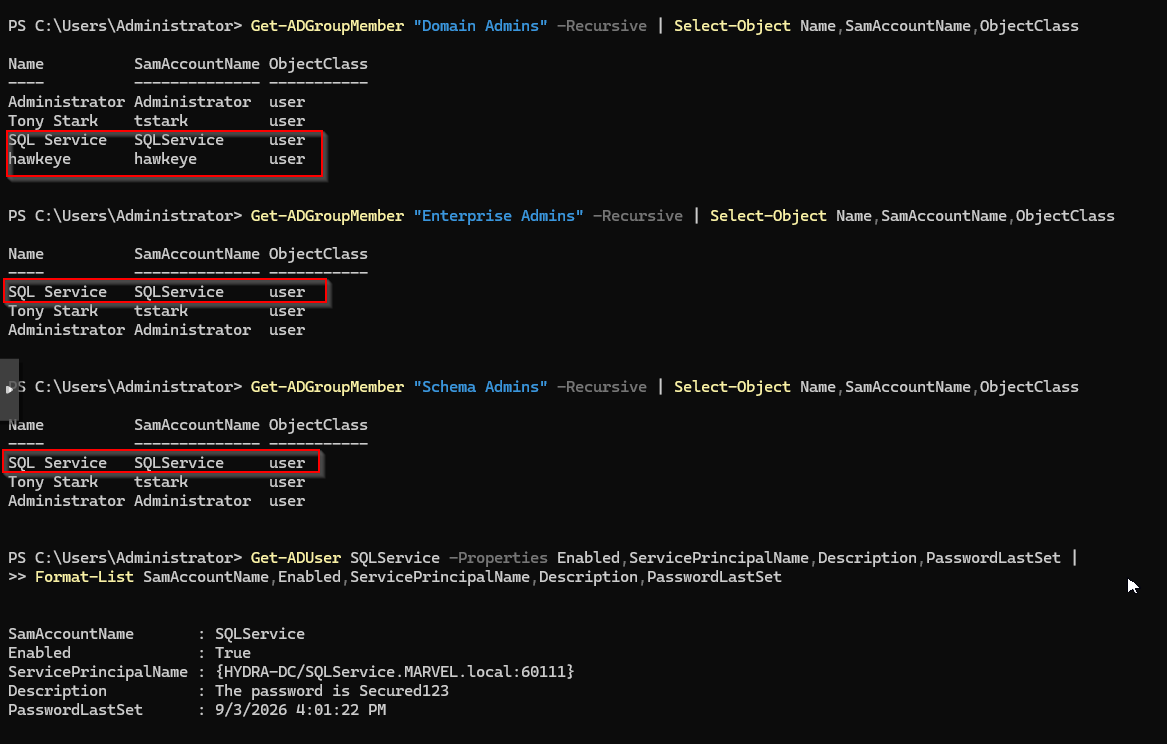 PS C:\Users\Administrator> Get-ADGroupMember "Domain Admins" -Recursive | Select-Object Name,SamAccountName,ObjectClass
Name SamAccountName ObjectClass
---- -------------- -----------
Administrator Administrator user
Tony Stark tstark user
SQL Service SQLService user
hawkeye hawkeye user
PS C:\Users\Administrator> Get-ADGroupMember "Enterprise Admins" -Recursive | Select-Object Name,SamAccountName,ObjectClass
Name SamAccountName ObjectClass
---- -------------- -----------
SQL Service SQLService user
Tony Stark tstark user
Administrator Administrator user
PS C:\Users\Administrator> Get-ADGroupMember "Schema Admins" -Recursive | Select-Object Name,SamAccountName,ObjectClass
Name SamAccountName ObjectClass
---- -------------- -----------
SQL Service SQLService user
Tony Stark tstark user
Administrator Administrator user
PS C:\Users\Administrator> Get-ADUser SQLService -Properties Enabled,ServicePrincipalName,Description,PasswordLastSet |
>> Format-List SamAccountName,Enabled,ServicePrincipalName,Description,PasswordLastSet
SamAccountName : SQLService
Enabled : True
ServicePrincipalName : {HYDRA-DC/SQLService.MARVEL.local:60111}
Description : The password is Secured123
PasswordLastSet : 9/3/2026 4:01:22 PM